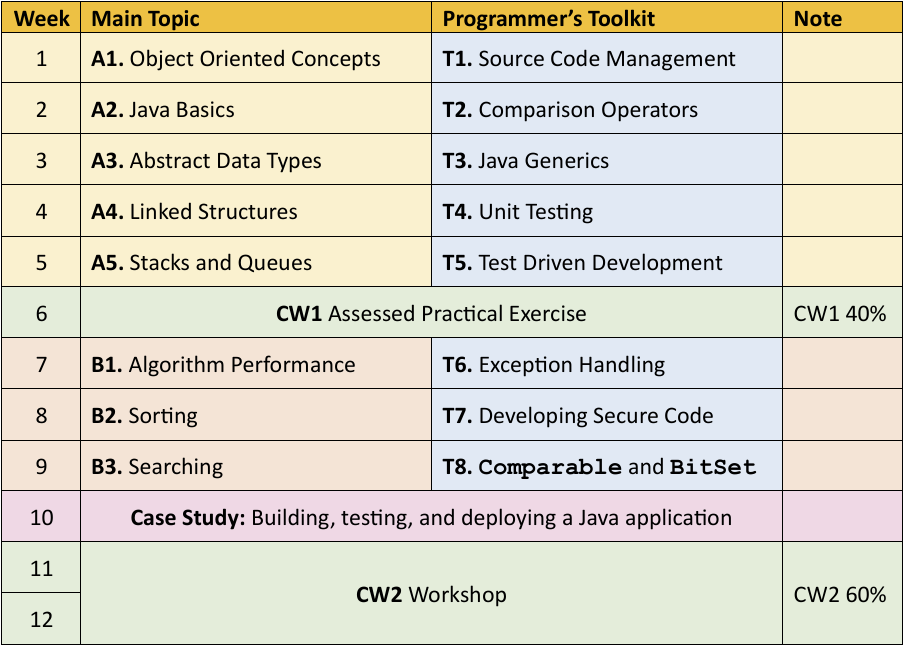 Week Main Topic Programmer's Toolkit Note
1 A1. Object Oriented Concepts T1. Source Code Management
2 A2. Java Basics T2. Comparison Operators
3 A3. Abstract Data Types T3. Java Generics
4 A4. Linked Structures T4. Unit Testing
5 A5. Stacks and Queues T5. Test Driven Development
6 CW1 Assessed Practical Exercise CW1 40%
7 B1. Algorithm Performance T6. Exception Handling
8 B2. Sorting T7. Developing Secure Code
9 B3. Searching T8. Comparable and BitSet
10 Case Study: Building, testing, and deploying a Java application
11
CW2 Workshop CW2 60%
12